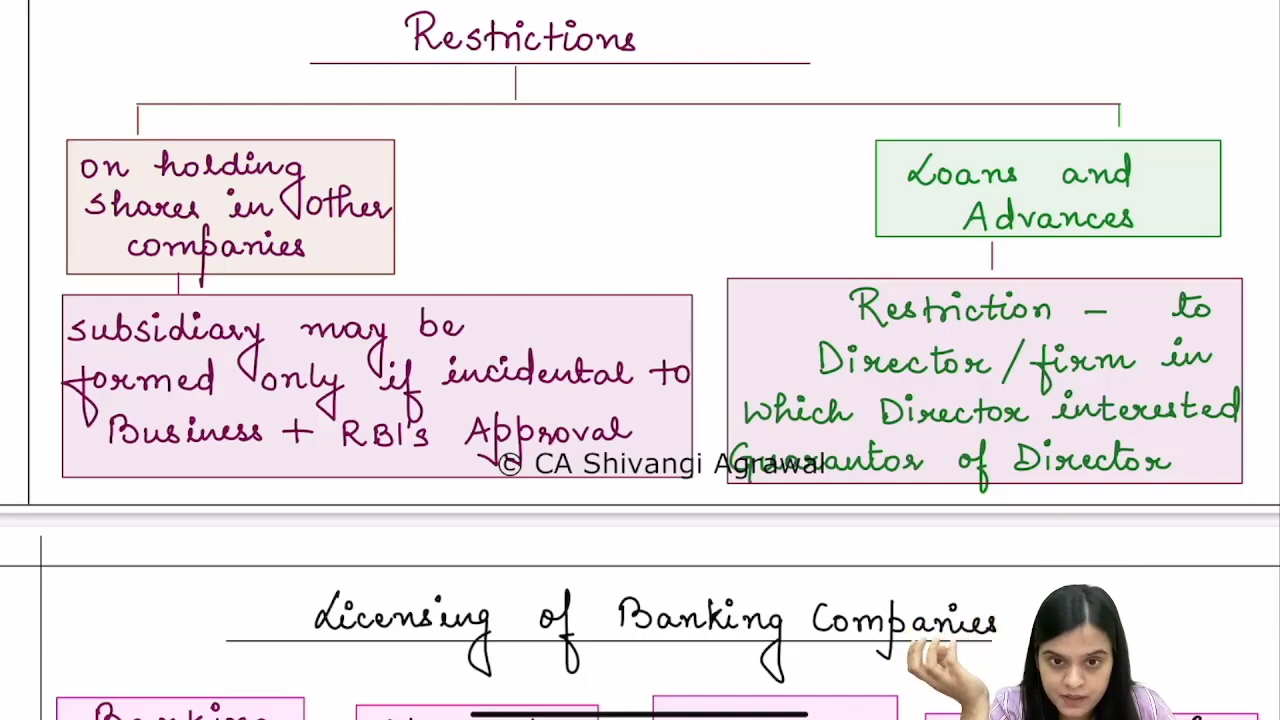 Restrictions
on holding
shares in other
companies
subsidiary may be
formed only if incidental to
Business + RBI's Approval
Loans and
Advances
Restriction - to
Director/firm in
which Director interested
Guarantor of Director
© CA Shivangi Agrawal
Licensing of Banking Companies
Banking